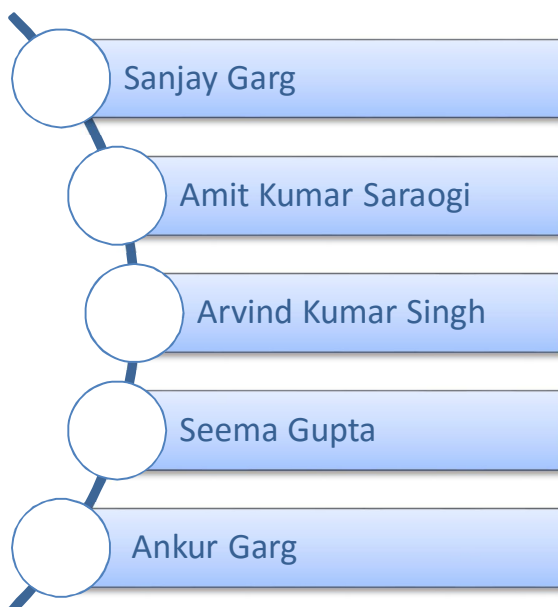 Sanjay Garg
Amit Kumar Saraogi
Arvind Kumar Singh
Seema Gupta
Ankur Garg